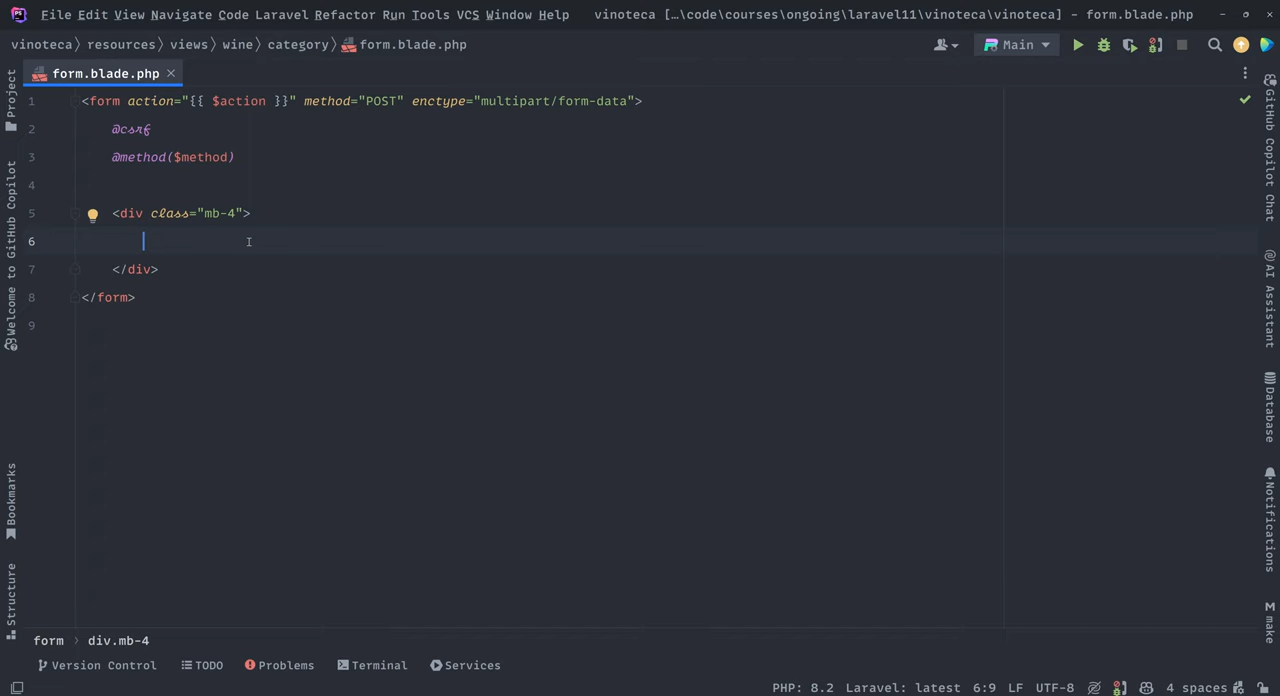 PS File Edit View Navigate Code Laravel Refactor Run Tools VCS Window Help vinoteca […\code\courses\ongoing\laravel11\vinoteca\vinoteca] – form.blade.php
vinoteca resources views wine category form.blade.php Main
form.blade.php
1 <form action="{{ $action }}" method="POST" enctype="multipart/form-data">
2 @csrf
3 @method($method)
4
5 <div class="mb-4">
6
7 </div>
8 </form>
9
Project
Welcome to GitHub Copilot
Bookmarks
Structure
GitHub Copilot Chat
AI Assistant
Database
Notifications
M make
form › div.mb-4
Version Control TODO Problems Terminal Services
PHP: 8.2 Laravel: latest 6:9 LF UTF-8 4 spaces